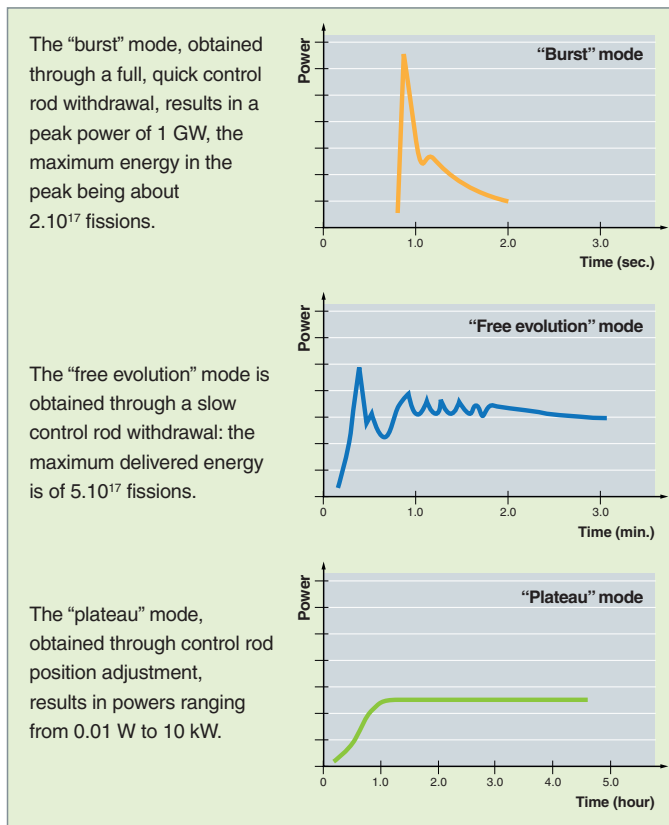 The “burst” mode, obtained
through a full, quick control
rod withdrawal, results in a
peak power of 1 GW, the
maximum energy in the
peak being about
2.10¹⁷ fissions.
Power
“Burst” mode
0 1.0 2.0 3.0
Time (sec.)
The “free evolution” mode is
obtained through a slow
control rod withdrawal: the
maximum delivered energy
is of 5.10¹⁷ fissions.
Power
“Free evolution” mode
0 1.0 2.0 3.0
Time (min.)
The “plateau” mode,
obtained through control rod
position adjustment,
results in powers ranging
from 0.01 W to 10 kW.
Power
“Plateau” mode
0 1.0 2.0 3.0 4.0 5.0
Time (hour)